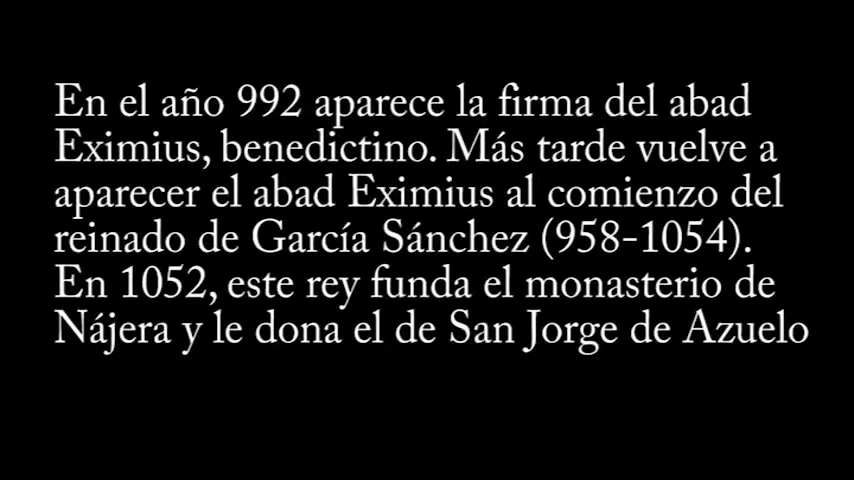 En el año 992 aparece la firma del abad
Eximius, benedictino. Más tarde vuelve a
aparecer el abad Eximius al comienzo del
reinado de García Sánchez (958-1054).
En 1052, este rey funda el monasterio de
Nájera y le dona el de San Jorge de Azuelo